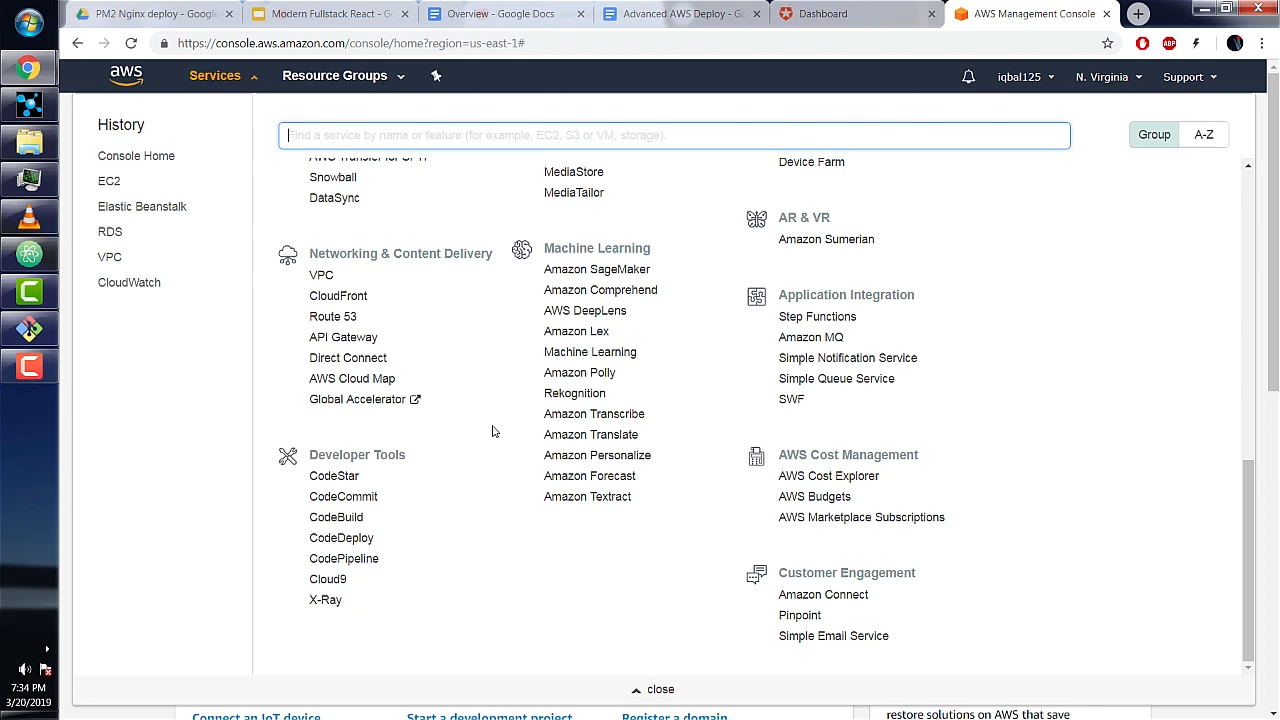 PM2 Nginx deploy - Google
Modern Fullstack React - Go
Overview - Google Docs
Advanced AWS Deploy - Go
Dashboard
AWS Management Console
https://console.aws.amazon.com/console/home?region=us-east-1#
ABP
aws
Services
Resource Groups
iqbal125
N. Virginia
Support
History
Console Home
EC2
Elastic Beanstalk
RDS
VPC
CloudWatch
Find a service by name or feature (for example, EC2, S3 or VM, storage).
Group
A-Z
AWS Transfer for SFTP
Snowball
DataSync
Networking & Content Delivery
VPC
CloudFront
Route 53
API Gateway
Direct Connect
AWS Cloud Map
Global Accelerator
Developer Tools
CodeStar
CodeCommit
CodeBuild
CodeDeploy
CodePipeline
Cloud9
X-Ray
MediaStore
MediaTailor
Machine Learning
Amazon SageMaker
Amazon Comprehend
AWS DeepLens
Amazon Lex
Machine Learning
Amazon Polly
Rekognition
Amazon Transcribe
Amazon Translate
Amazon Personalize
Amazon Forecast
Amazon Textract
Device Farm
AR & VR
Amazon Sumerian
Application Integration
Step Functions
Amazon MQ
Simple Notification Service
Simple Queue Service
SWF
AWS Cost Management
AWS Cost Explorer
AWS Budgets
AWS Marketplace Subscriptions
Customer Engagement
Amazon Connect
Pinpoint
Simple Email Service
close
Connect an IoT device
Start a development project
Register a domain
restore solutions on AWS that save
7:34 PM
3/20/2019